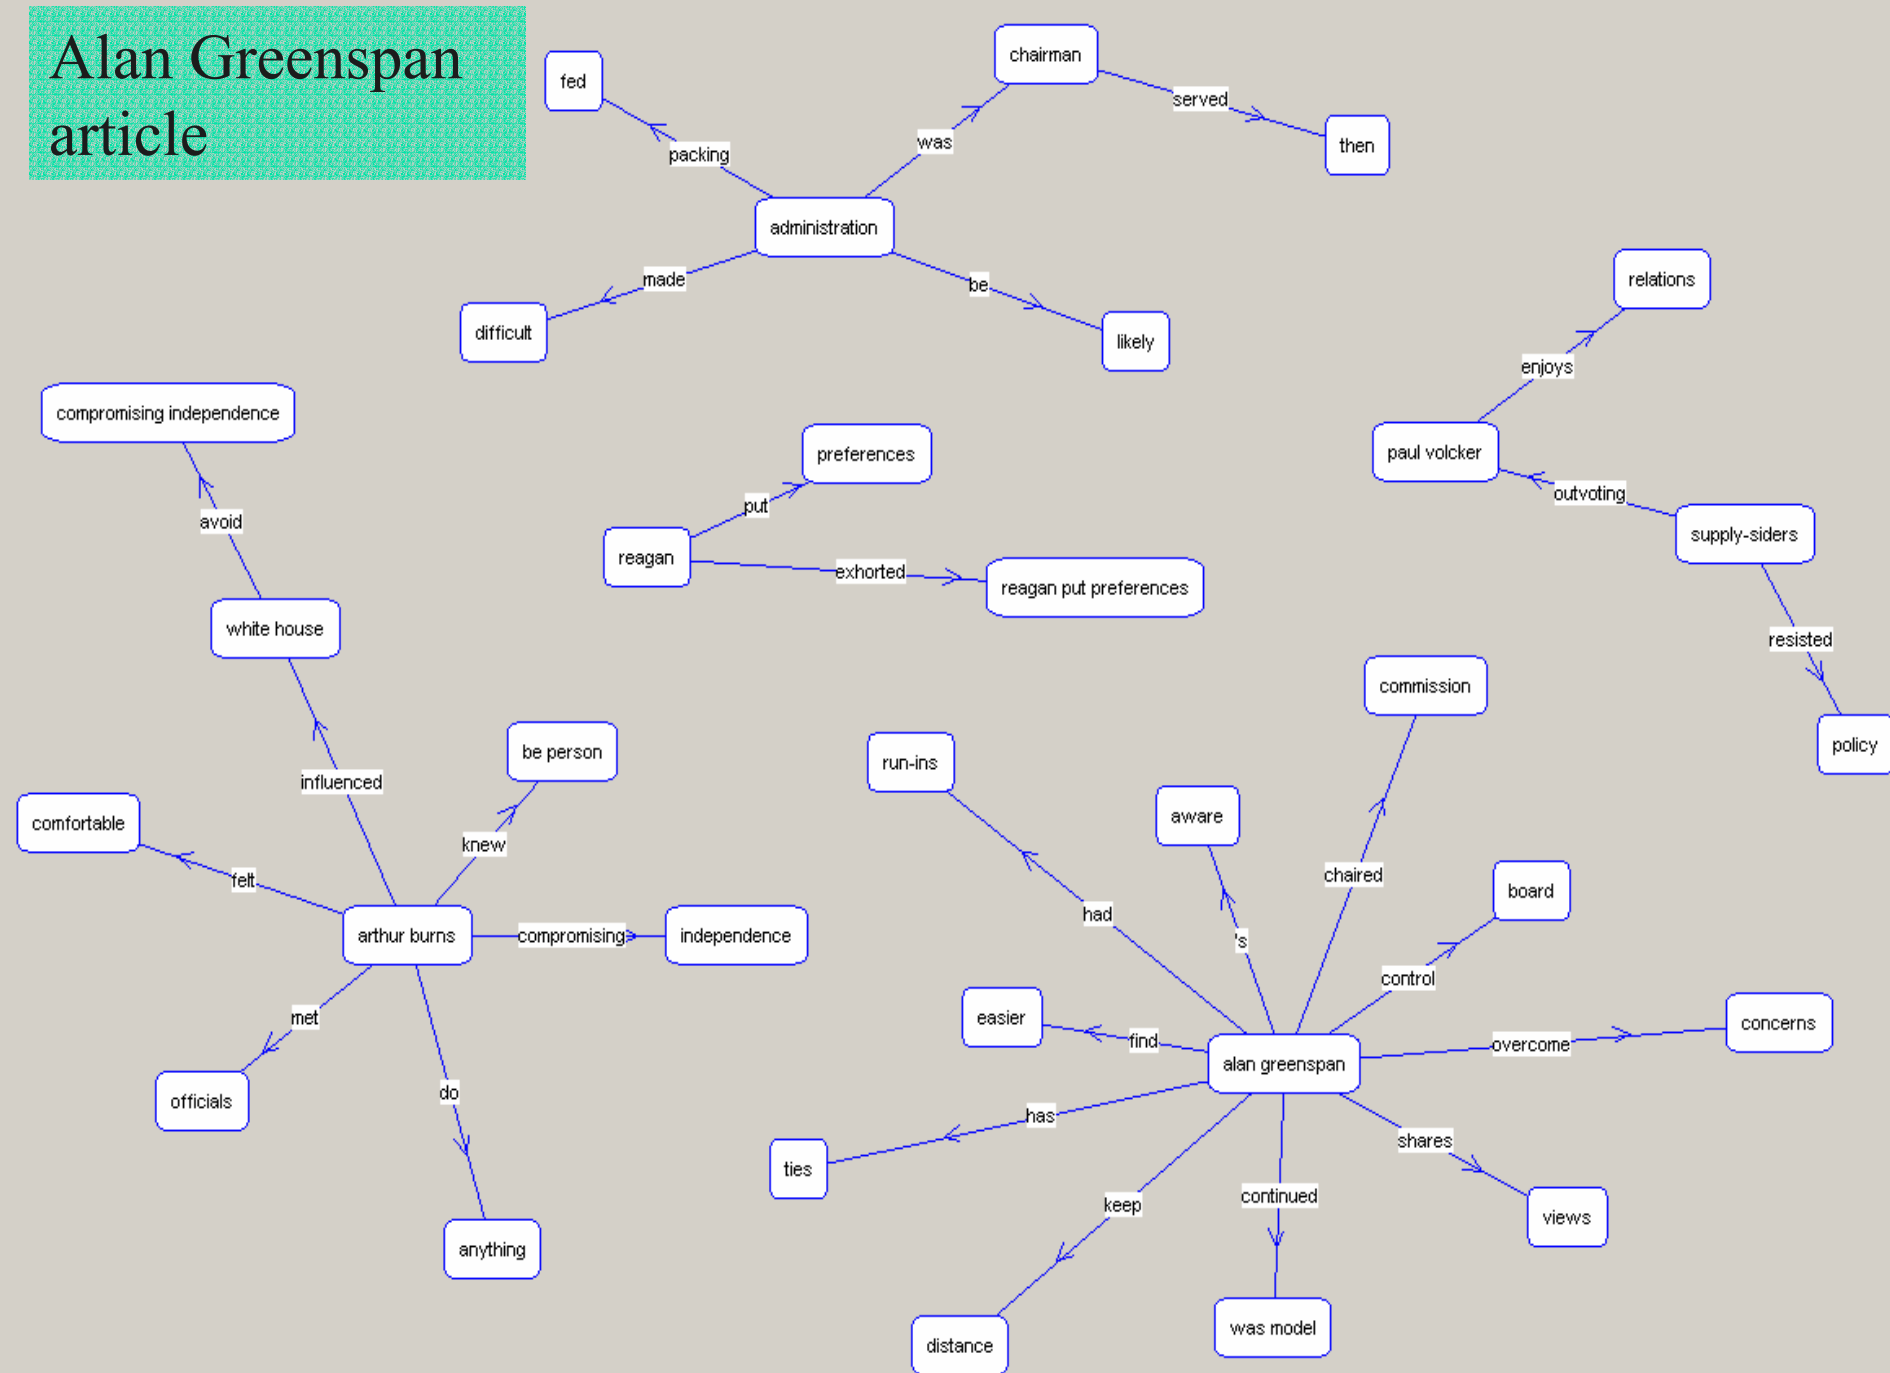 Alan Greenspan
article
fed
chairman
served
then
packing
was
administration
made
be
difficult
likely
relations
enjoys
paul volcker
outvoting
supply-siders
resisted
policy
compromising independence
avoid
white house
influenced
preferences
put
reagan
exhorted
reagan put preferences
be person
knew
comfortable
felt
arthur burns
compromising
independence
met
officials
do
anything
commission
run-ins
aware
chaired
board
had
's
control
easier
find
alan greenspan
overcome
concerns
has
ties
shares
views
keep
continued
distance
was model